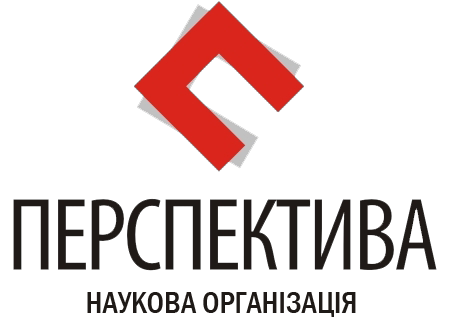 ПЕРСПЕКТИВА
НАУКОВА ОРГАНІЗАЦІЯ